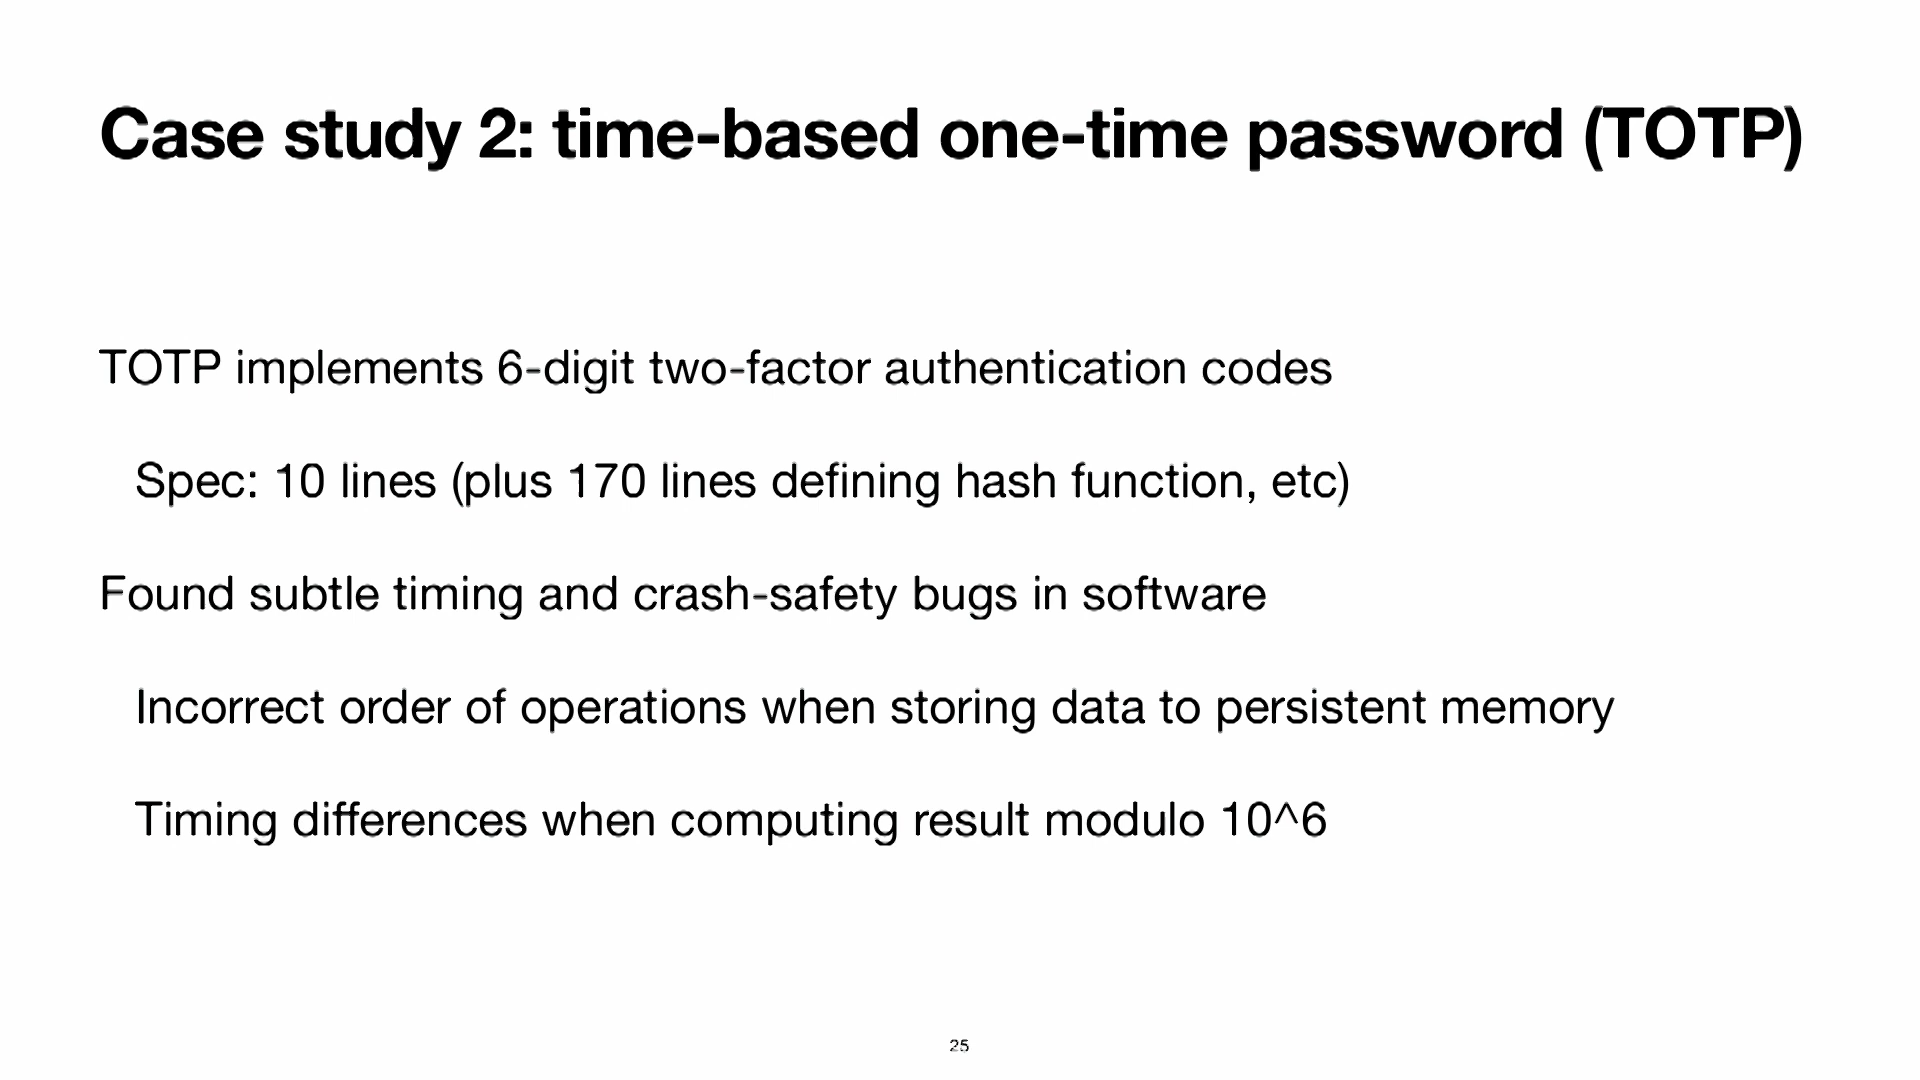 Case study 2: time-based one-time password (TOTP)
TOTP implements 6-digit two-factor authentication codes
Spec: 10 lines (plus 170 lines defining hash function, etc)
Found subtle timing and crash-safety bugs in software
Incorrect order of operations when storing data to persistent memory
Timing differences when computing result modulo 10^6
25